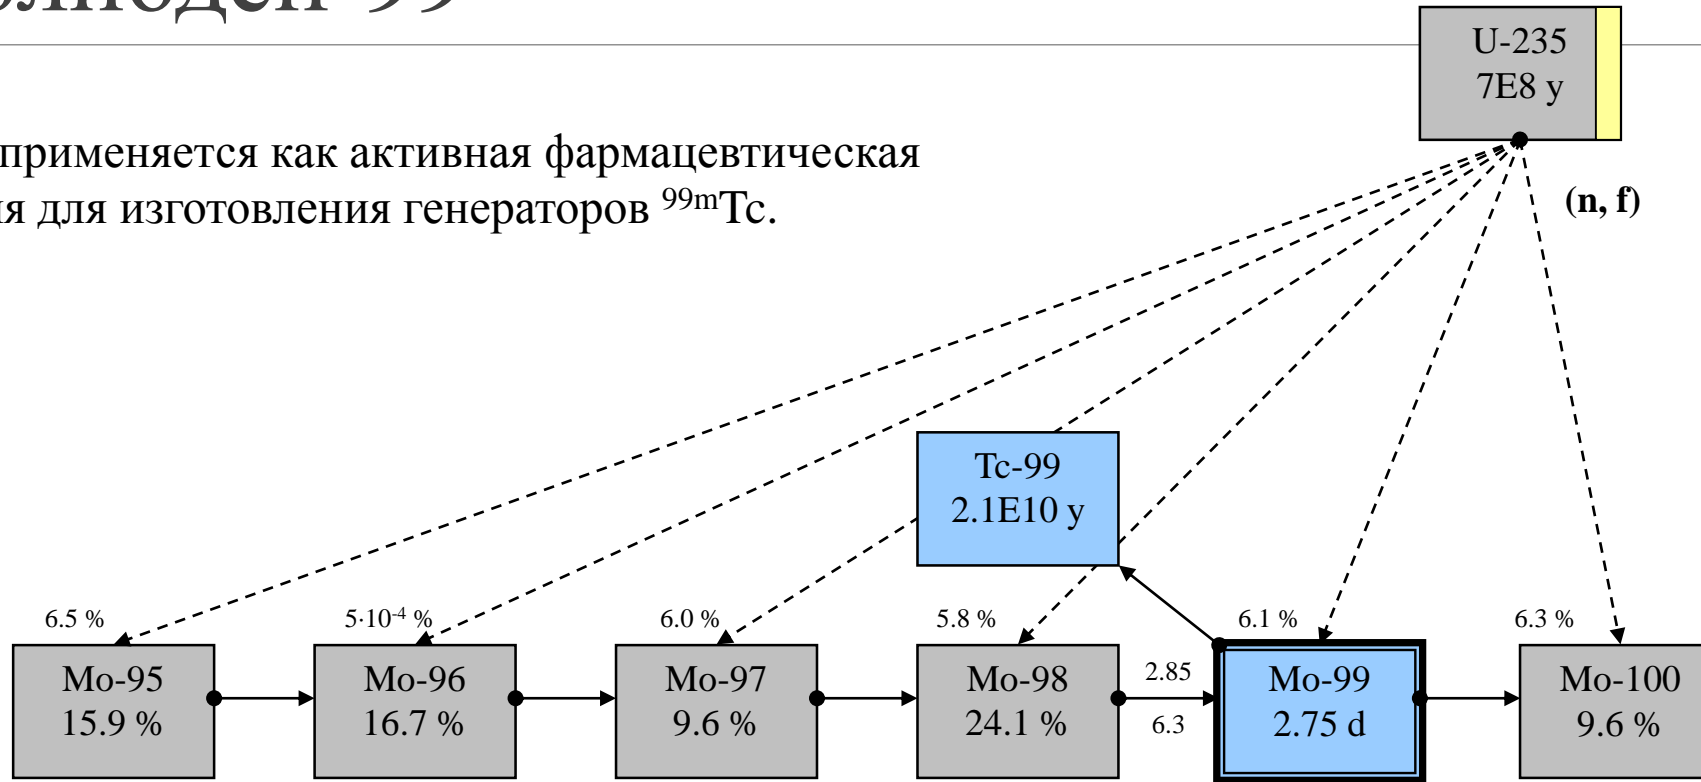 U-235
7E8 y
применяется как активная фармацевтическая
для изготовления генераторов ⁹⁹ᵐTc.
(n, f)
Tc-99
2.1E10 y
6.5 %
5·10⁻⁴ %
6.0 %
5.8 %
6.1 %
6.3 %
Mo-95
15.9 %
Mo-96
16.7 %
Mo-97
9.6 %
Mo-98
24.1 %
2.85
6.3
Mo-99
2.75 d
Mo-100
9.6 %